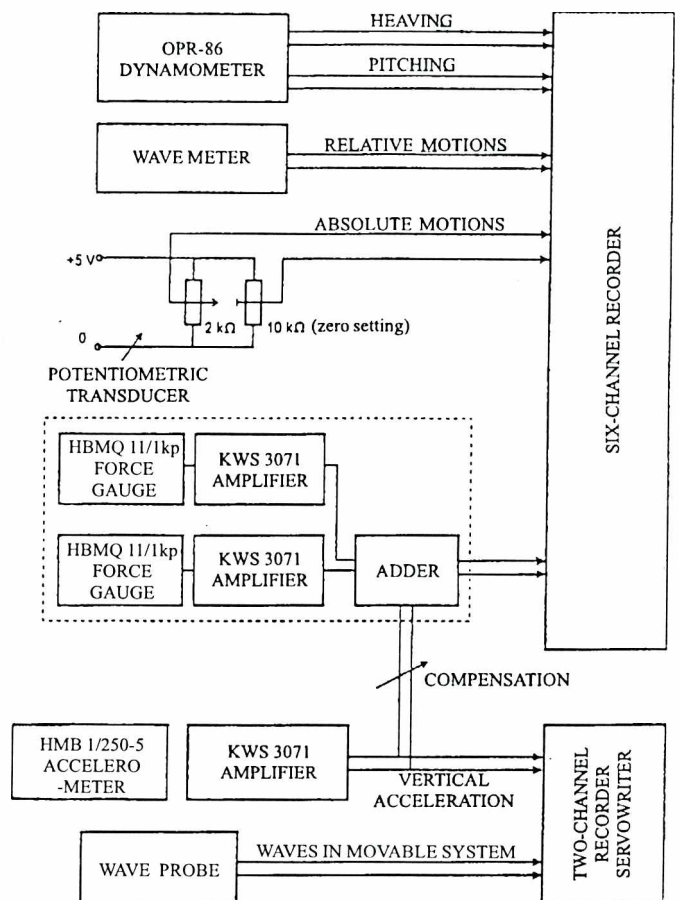 HEAVING
OPR-86
DYNAMOMETER
PITCHING
WAVE METER
RELATIVE MOTIONS
ABSOLUTE MOTIONS
+5 V
2 kΩ
10 kΩ (zero setting)
0
POTENTIOMETRIC
TRANSDUCER
SIX-CHANNEL RECORDER
HBMQ 11/1kp
FORCE
GAUGE
KWS 3071
AMPLIFIER
HBMQ 11/1kp
FORCE
GAUGE
KWS 3071
AMPLIFIER
ADDER
COMPENSATION
HMB 1/250-5
ACCELERO
-METER
KWS 3071
AMPLIFIER
VERTICAL
ACCELERATION
WAVE PROBE
WAVES IN MOVABLE SYSTEM
TWO-CHANNEL
RECORDER
SERVOWRITER